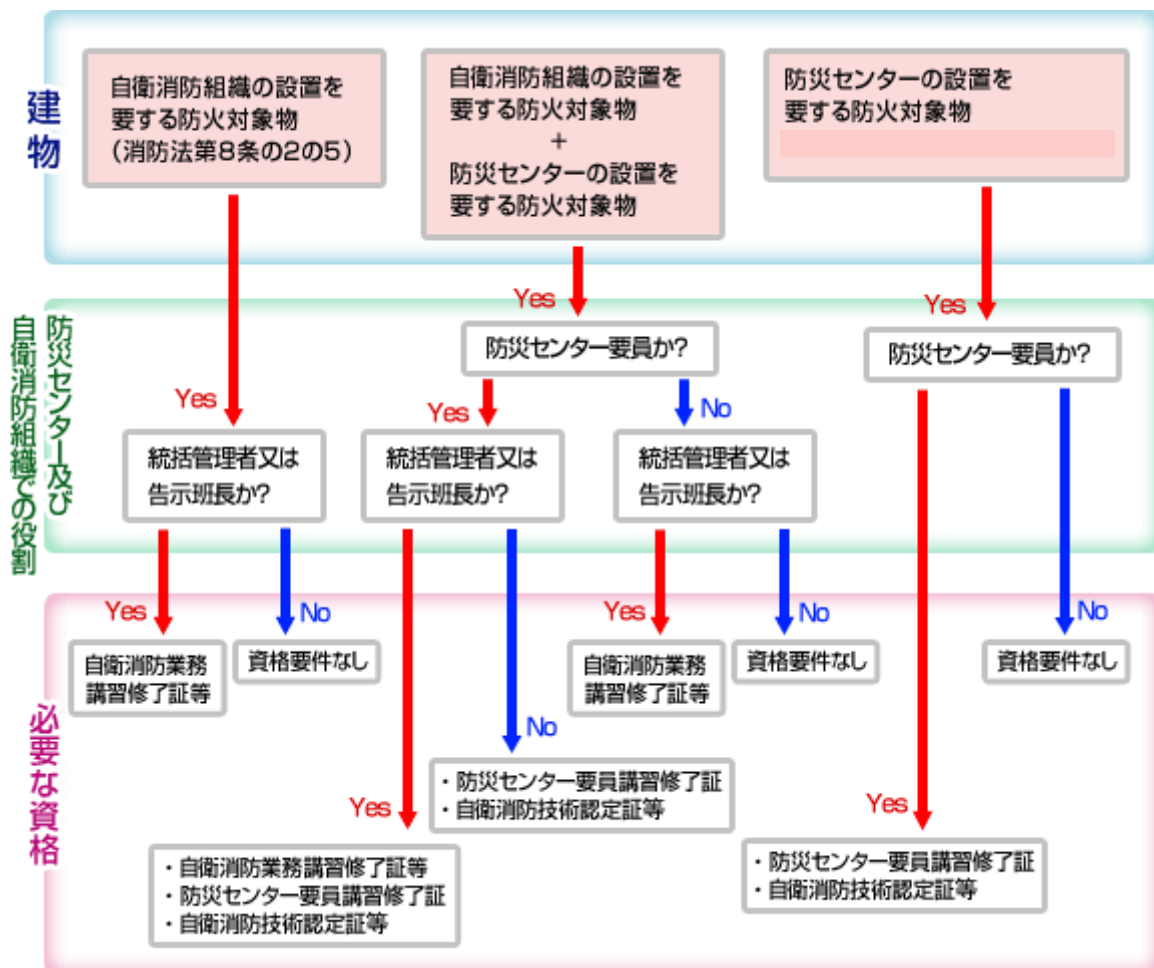 建物
自衛消防組織の設置を
要する防火対象物
（消防法第8条の2の5）
自衛消防組織の設置を
要する防火対象物
+
防災センターの設置を
要する防火対象物
防災センターの設置を
要する防火対象物
防災センター及び
自衛消防組織での役割
Yes
Yes
防災センター要員か？
防災センター要員か？
Yes
Yes
No
統括管理者又は
告示班長か？
統括管理者又は
告示班長か？
統括管理者又は
告示班長か？
必要な資格
Yes
No
Yes
No
No
自衛消防業務
講習修了証等
資格要件なし
自衛消防業務
講習修了証等
資格要件なし
資格要件なし
No
・防災センター要員講習修了証
・自衛消防技術認定証等
Yes
Yes
・自衛消防業務講習修了証等
・防災センター要員講習修了証
・自衛消防技術認定証等
・防災センター要員講習修了証
・自衛消防技術認定証等